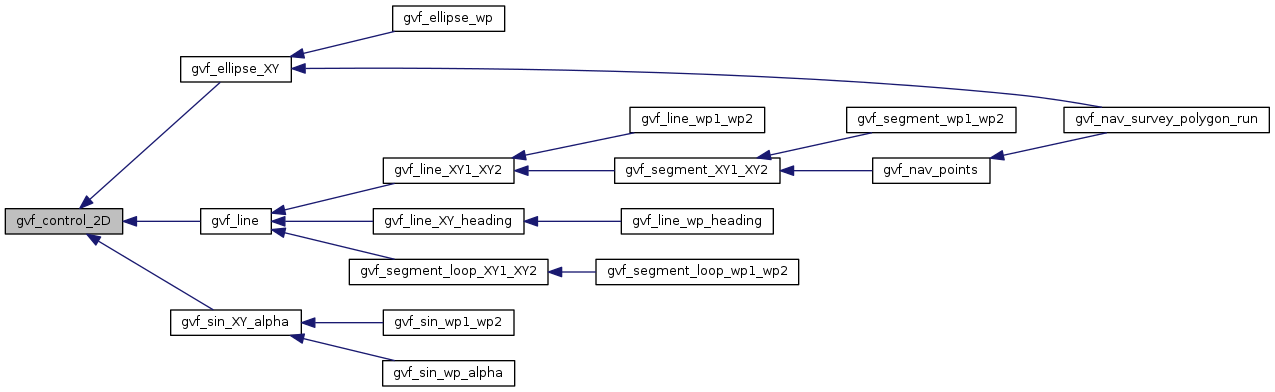 gvf_ellipse_wp
gvf_ellipse_XY
gvf_line_wp1_wp2
gvf_segment_wp1_wp2
gvf_nav_survey_polygon_run
gvf_line_XY1_XY2
gvf_segment_XY1_XY2
gvf_nav_points
gvf_control_2D
gvf_line
gvf_line_XY_heading
gvf_line_wp_heading
gvf_segment_loop_XY1_XY2
gvf_segment_loop_wp1_wp2
gvf_sin_XY_alpha
gvf_sin_wp1_wp2
gvf_sin_wp_alpha